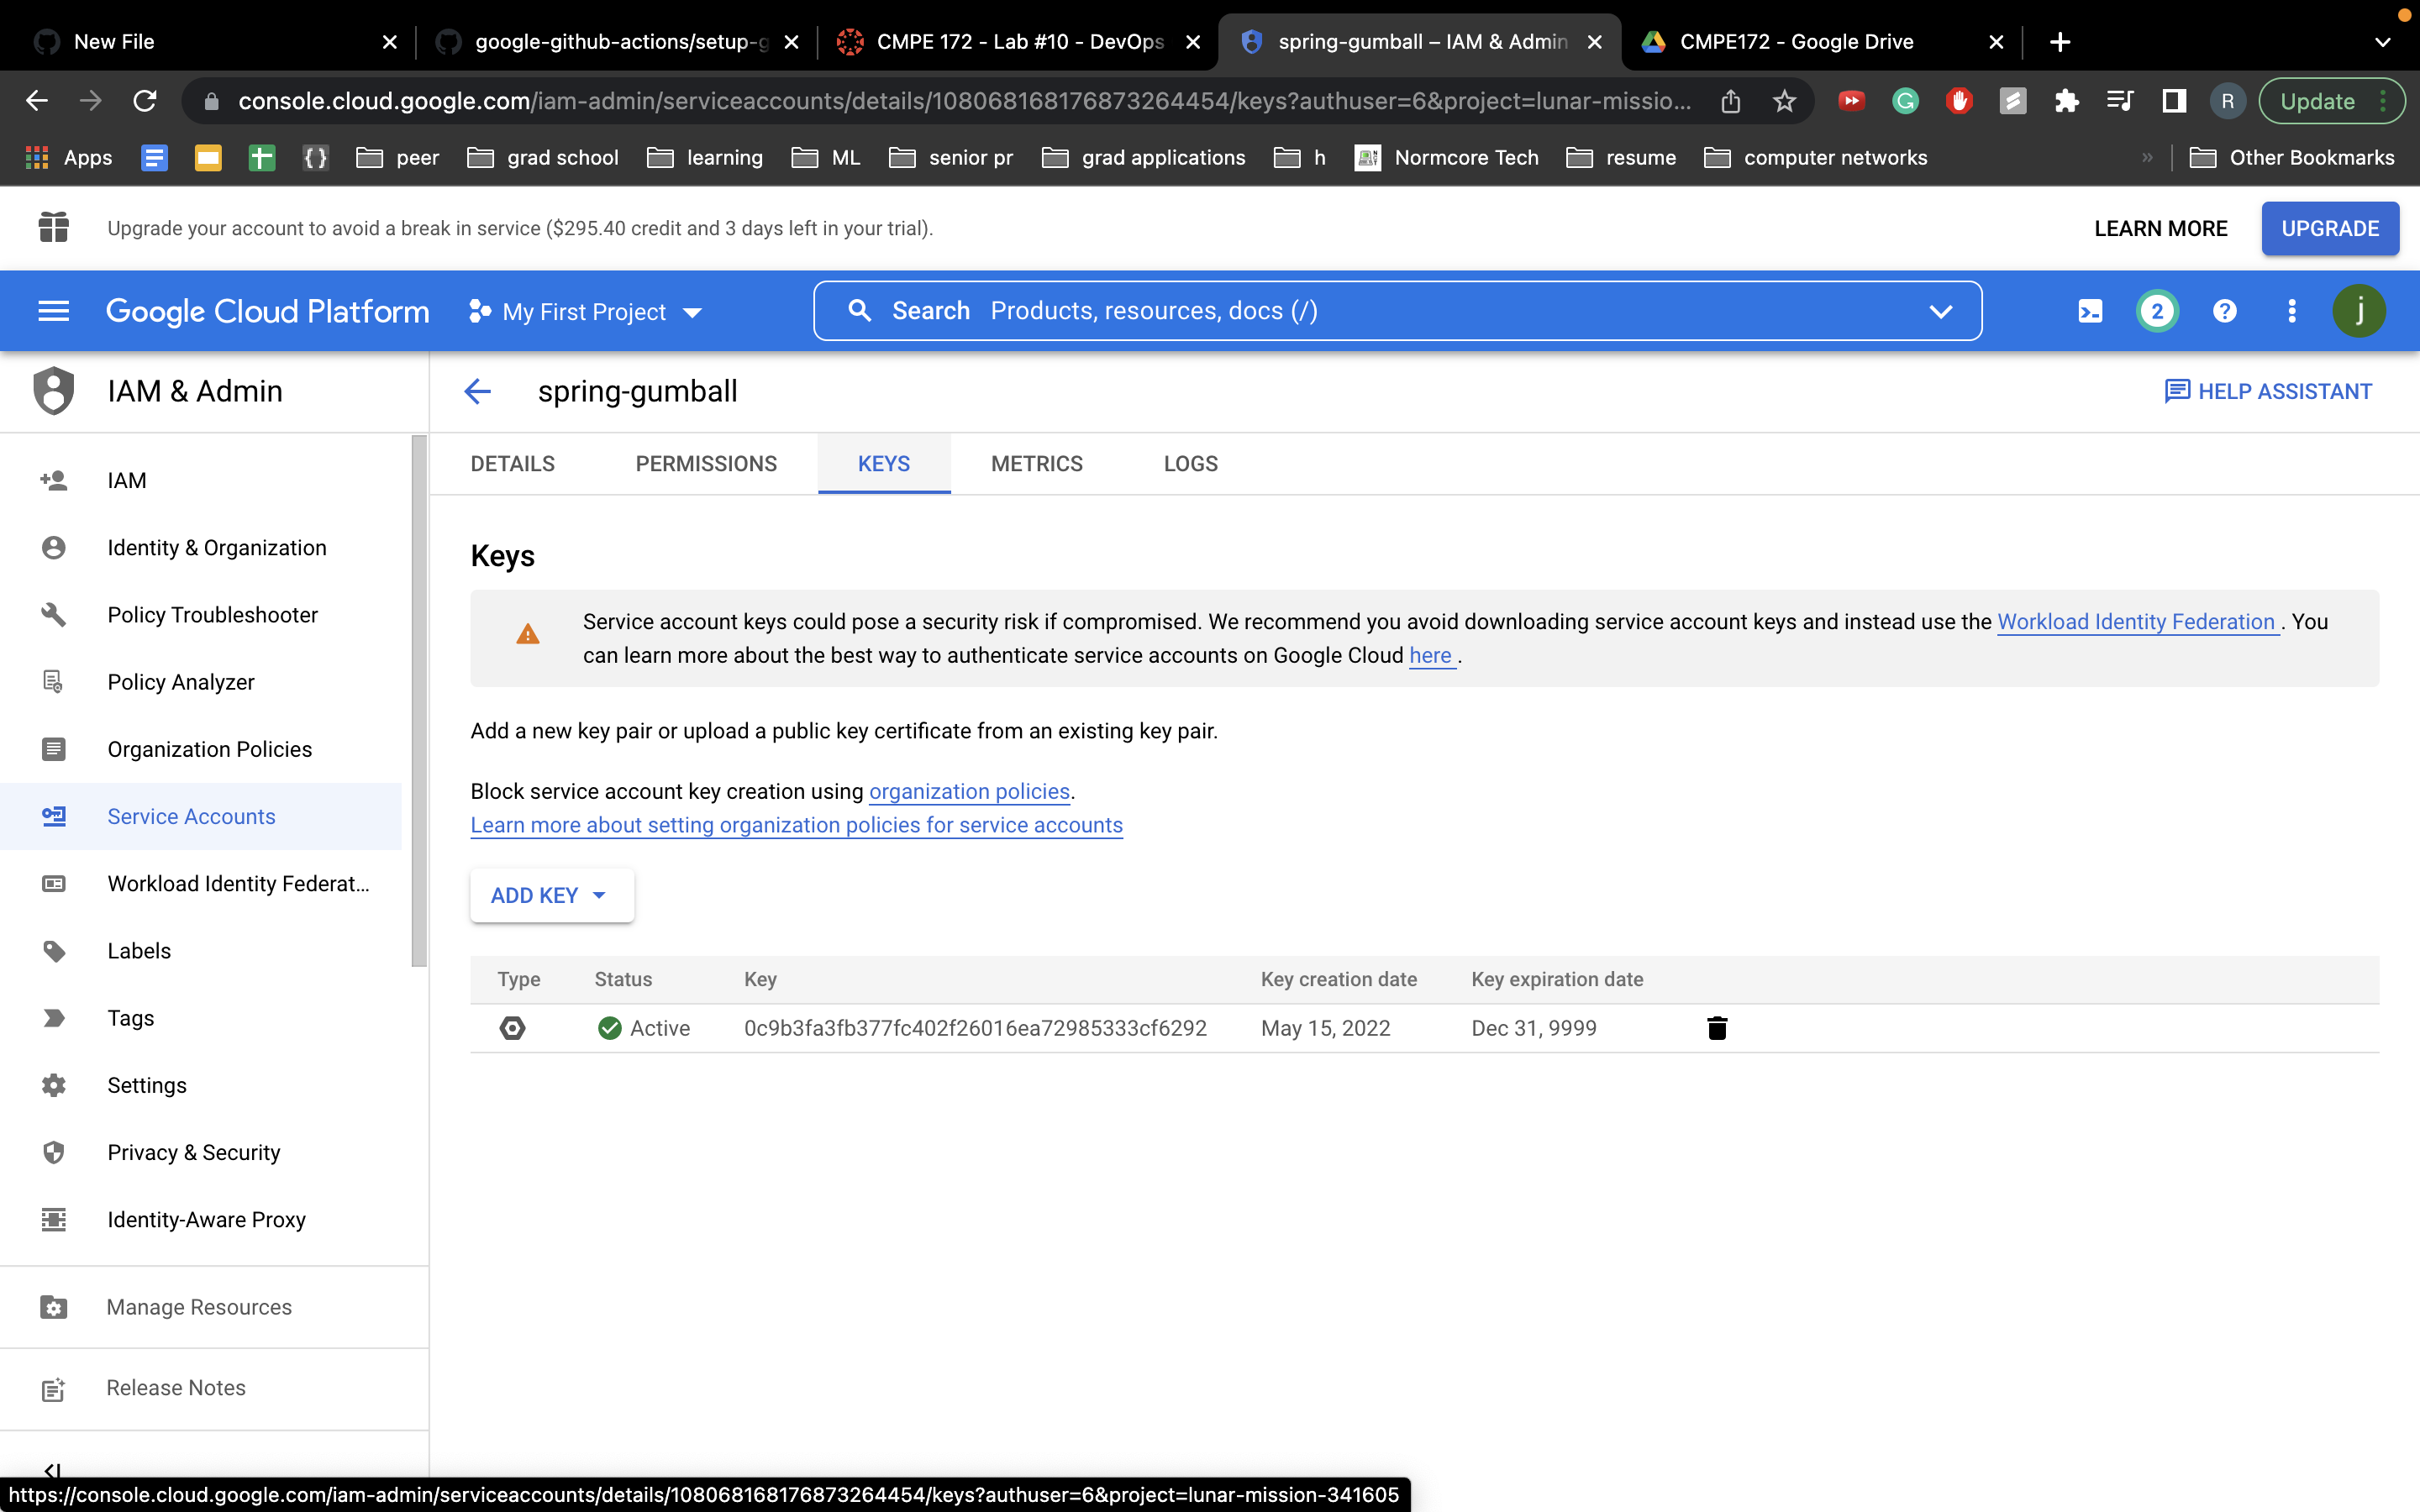 New File
google-github-actions/setup-g
CMPE 172 - Lab #10 - DevOps
spring-gumball – IAM & Admin
CMPE172 - Google Drive
console.cloud.google.com/iam-admin/serviceaccounts/details/108068168176873264454/keys?authuser=6&project=lunar-missio...
R
Update
Apps
peer
grad school
learning
ML
senior pr
grad applications
h
Normcore Tech
resume
computer networks
»
Other Bookmarks
Upgrade your account to avoid a break in service ($295.40 credit and 3 days left in your trial).
LEARN MORE
UPGRADE
Google Cloud Platform
My First Project
Search Products, resources, docs (/)
2
j
IAM & Admin
spring-gumball
HELP ASSISTANT
IAM
Identity & Organization
Policy Troubleshooter
Policy Analyzer
Organization Policies
Service Accounts
Workload Identity Federat...
Labels
Tags
Settings
Privacy & Security
Identity-Aware Proxy
Manage Resources
Release Notes
DETAILS
PERMISSIONS
KEYS
METRICS
LOGS
Keys
Service account keys could pose a security risk if compromised. We recommend you avoid downloading service account keys and instead use the Workload Identity Federation . You
can learn more about the best way to authenticate service accounts on Google Cloud here .
Add a new key pair or upload a public key certificate from an existing key pair.
Block service account key creation using organization policies.
Learn more about setting organization policies for service accounts
ADD KEY
Type Status Key Key creation date Key expiration date
Active 0c9b3fa3fb377fc402f26016ea72985333cf6292 May 15, 2022 Dec 31, 9999
https://console.cloud.google.com/iam-admin/serviceaccounts/details/108068168176873264454/keys?authuser=6&project=lunar-mission-341605